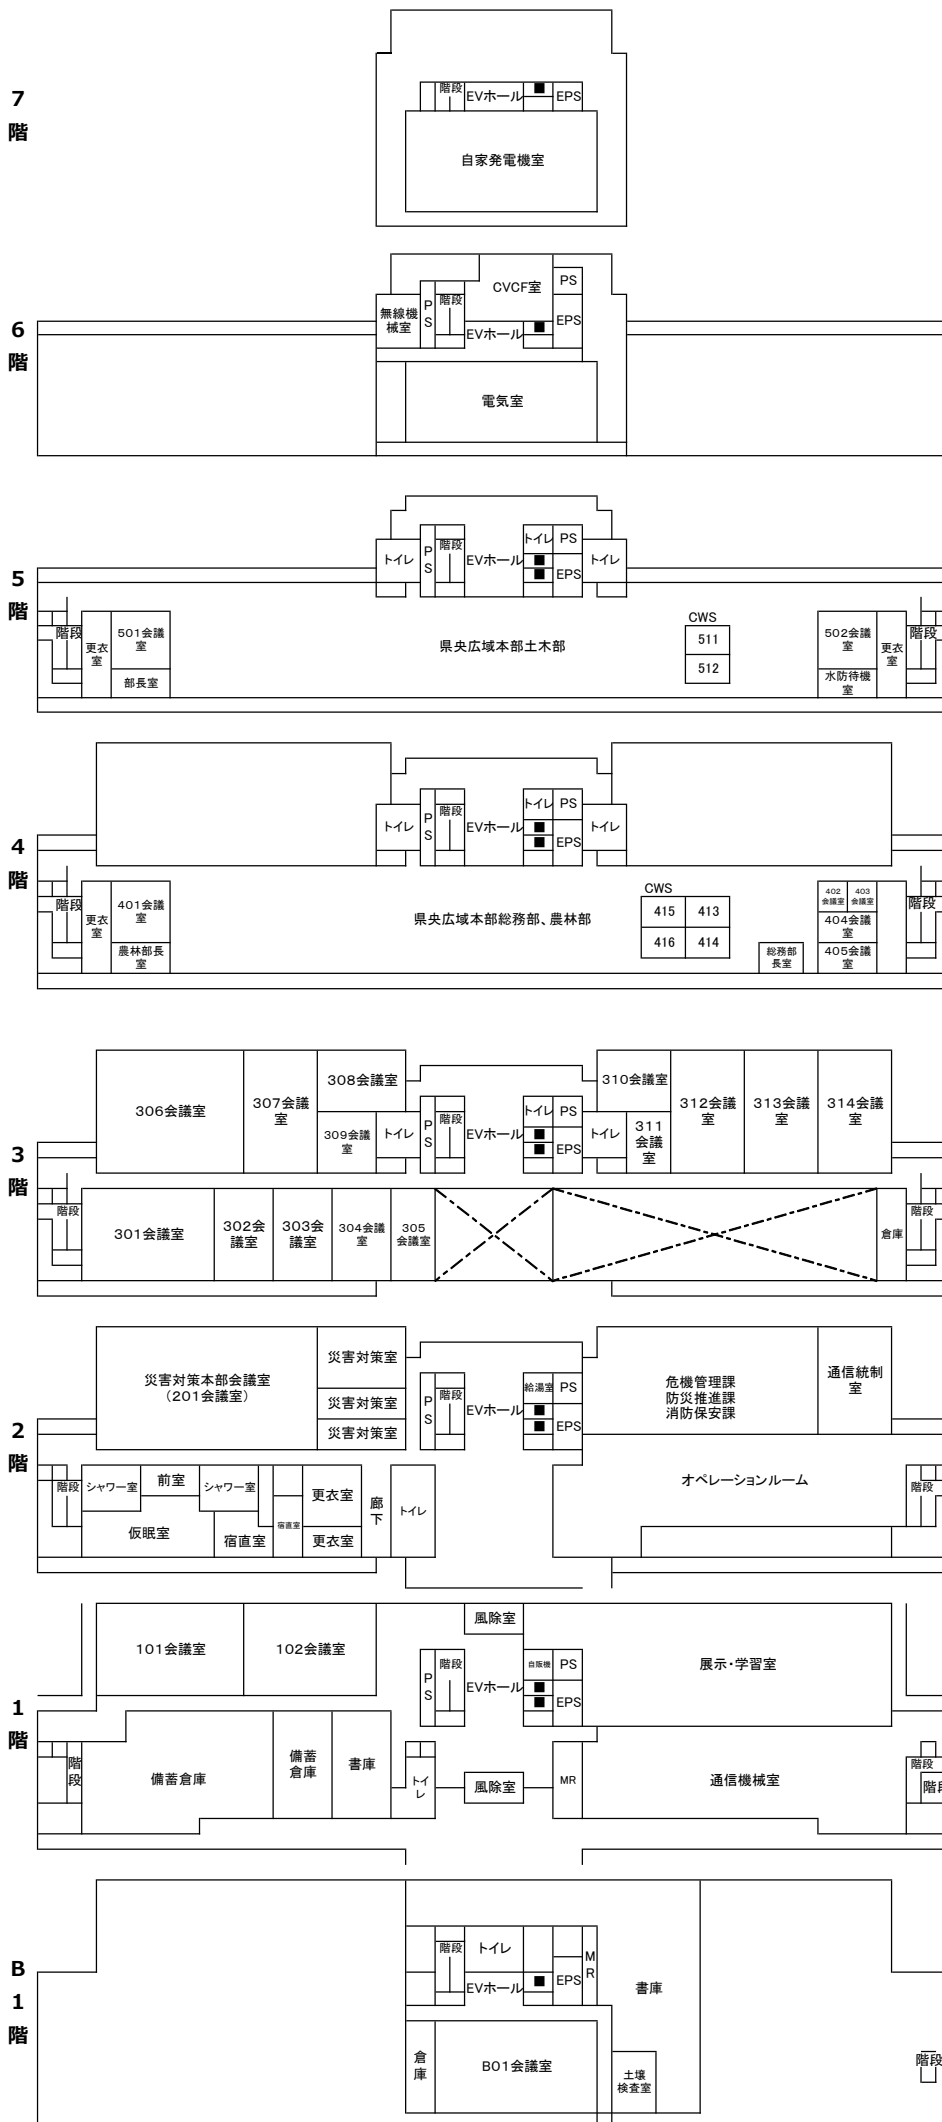 7
階
階段
EVホール
■
EPS
自家発電機室
6
階
無線機
械室
P
S
階段
CVCF室
PS
EVホール
■
EPS
電気室
5
階
トイレ
P
S
階段
EVホール
トイレ
PS
■
■
EPS
トイレ
階段
更衣
室
501会議
室
部長室
県央広域本部土木部
CWS
511
512
502会議
室
水防待機
室
更衣
室
階段
4
階
トイレ
P
S
階段
EVホール
トイレ
PS
■
■
EPS
トイレ
階段
更衣
室
401会議
室
農林部長
室
県央広域本部総務部、農林部
CWS
415
413
416
414
総務部
長室
402
会議室
403
会議室
404会議
室
405会議
室
階段
3
階
306会議室
307会議
室
308会議室
309会議
室
トイレ
P
S
階段
EVホール
トイレ
PS
■
■
EPS
トイレ
310会議室
311
会議
室
312会議
室
313会議
室
314会議
室
階段
301会議室
302会
議室
303会
議室
304会議
室
305
会議室
倉庫
階段
2
階
災害対策本部会議室
（201会議室）
災害対策室
災害対策室
災害対策室
P
S
階段
EVホール
給湯室
PS
■
■
EPS
危機管理課
防災推進課
消防保安課
通信統制
室
階段
シャワー室
前室
シャワー室
仮眠室
宿直室
宿直室
更衣室
更衣室
廊
下
トイレ
オペレーションルーム
階段
1
階
101会議室
102会議室
風除室
P
S
階段
EVホール
自販機
PS
■
■
EPS
展示・学習室
階
段
備蓄倉庫
備蓄
倉庫
書庫
トイ
レ
風除室
MR
通信機械室
階段
階段
B
1
階
階段
トイレ
EVホール
■
EPS
M
R
書庫
倉
庫
B01会議室
土壌
検査室
階段